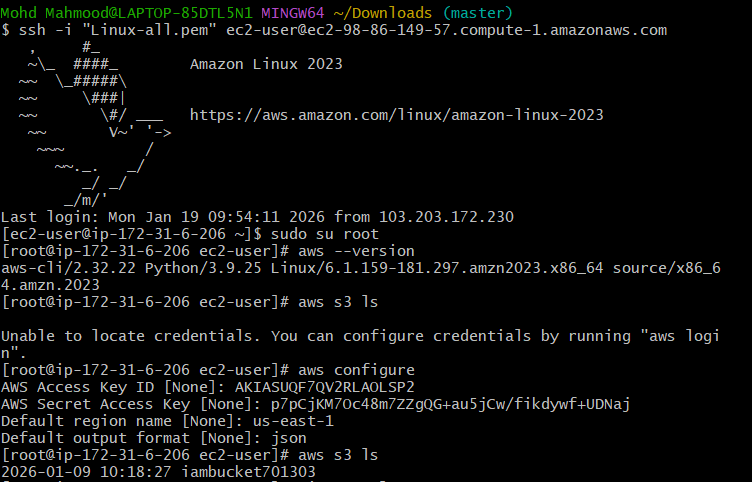 Mohd Mahmood@LAPTOP-85DTL5N1 MINGW64 ~/Downloads (master)
$ ssh -i "Linux-all.pem" ec2-user@ec2-98-86-149-57.compute-1.amazonaws.com
   ,     #_
   ~\_  ####_        Amazon Linux 2023
  ~~  \_#####\
  ~~     \###|
  ~~       \#/ ___   https://aws.amazon.com/linux/amazon-linux-2023
   ~~       V~' '->
    ~~~         /
      ~~._.   _/
         _/ _/
       _/m/'
Last login: Mon Jan 19 09:54:11 2026 from 103.203.172.230
[ec2-user@ip-172-31-6-206 ~]$ sudo su root
[root@ip-172-31-6-206 ec2-user]# aws --version
aws-cli/2.32.22 Python/3.9.25 Linux/6.1.159-181.297.amzn2023.x86_64 source/x86_6
4.amzn.2023
[root@ip-172-31-6-206 ec2-user]# aws s3 ls

Unable to locate credentials. You can configure credentials by running "aws logi
n".
[root@ip-172-31-6-206 ec2-user]# aws configure
AWS Access Key ID [None]: AKIASUQF7QV2RLAOLSP2
AWS Secret Access Key [None]: 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
Default region name [None]: us-east-1
Default output format [None]: json
[root@ip-172-31-6-206 ec2-user]# aws s3 ls
2026-01-09 10:18:27 iambucket701303